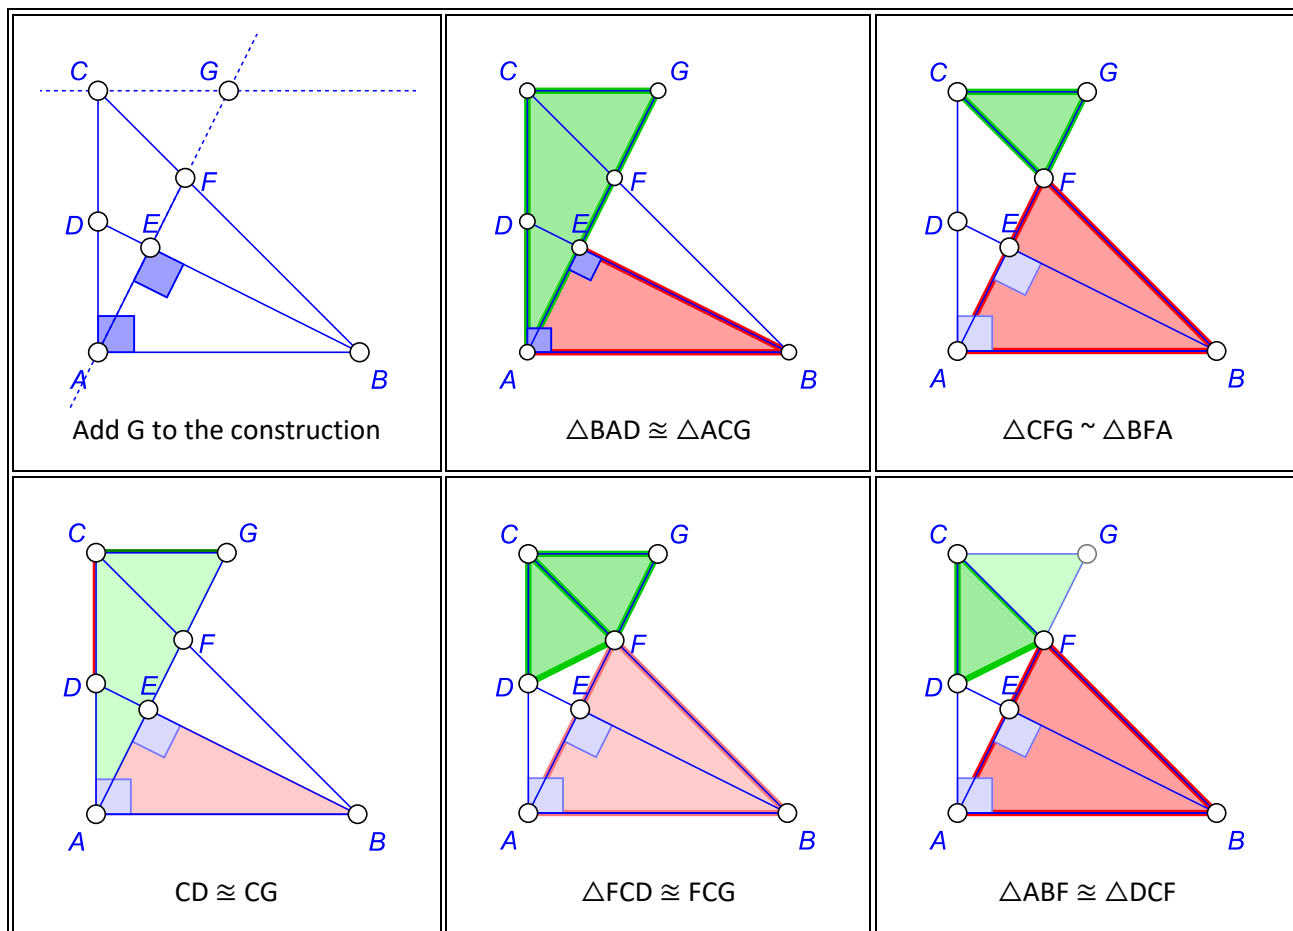 C G
F
D E
A B
Add G to the construction
C G
F
D E
A B
△BAD ≊ △ACG
C G
F
D E
A B
△CFG ~ △BFA
C G
F
D E
A B
CD ≊ CG
C G
F
D E
A B
△FCD ≊ FCG
C G
F
D E
A B
△ABF ≊ △DCF